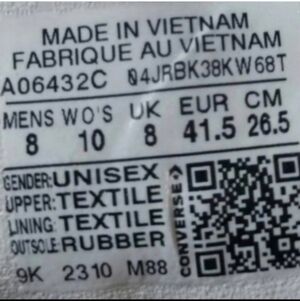 MADE IN VIETNAM
FABRIQUE AU VIETNAM
A06432C 04JRBK38KW68T
MENS WO'S UK EUR CM
8 10 8 41.5 26.5
GENDER: UNISEX
UPPER: TEXTILE
LINING: TEXTILE
OUTSOLE: RUBBER
9K 2310 M88
CONVERSE